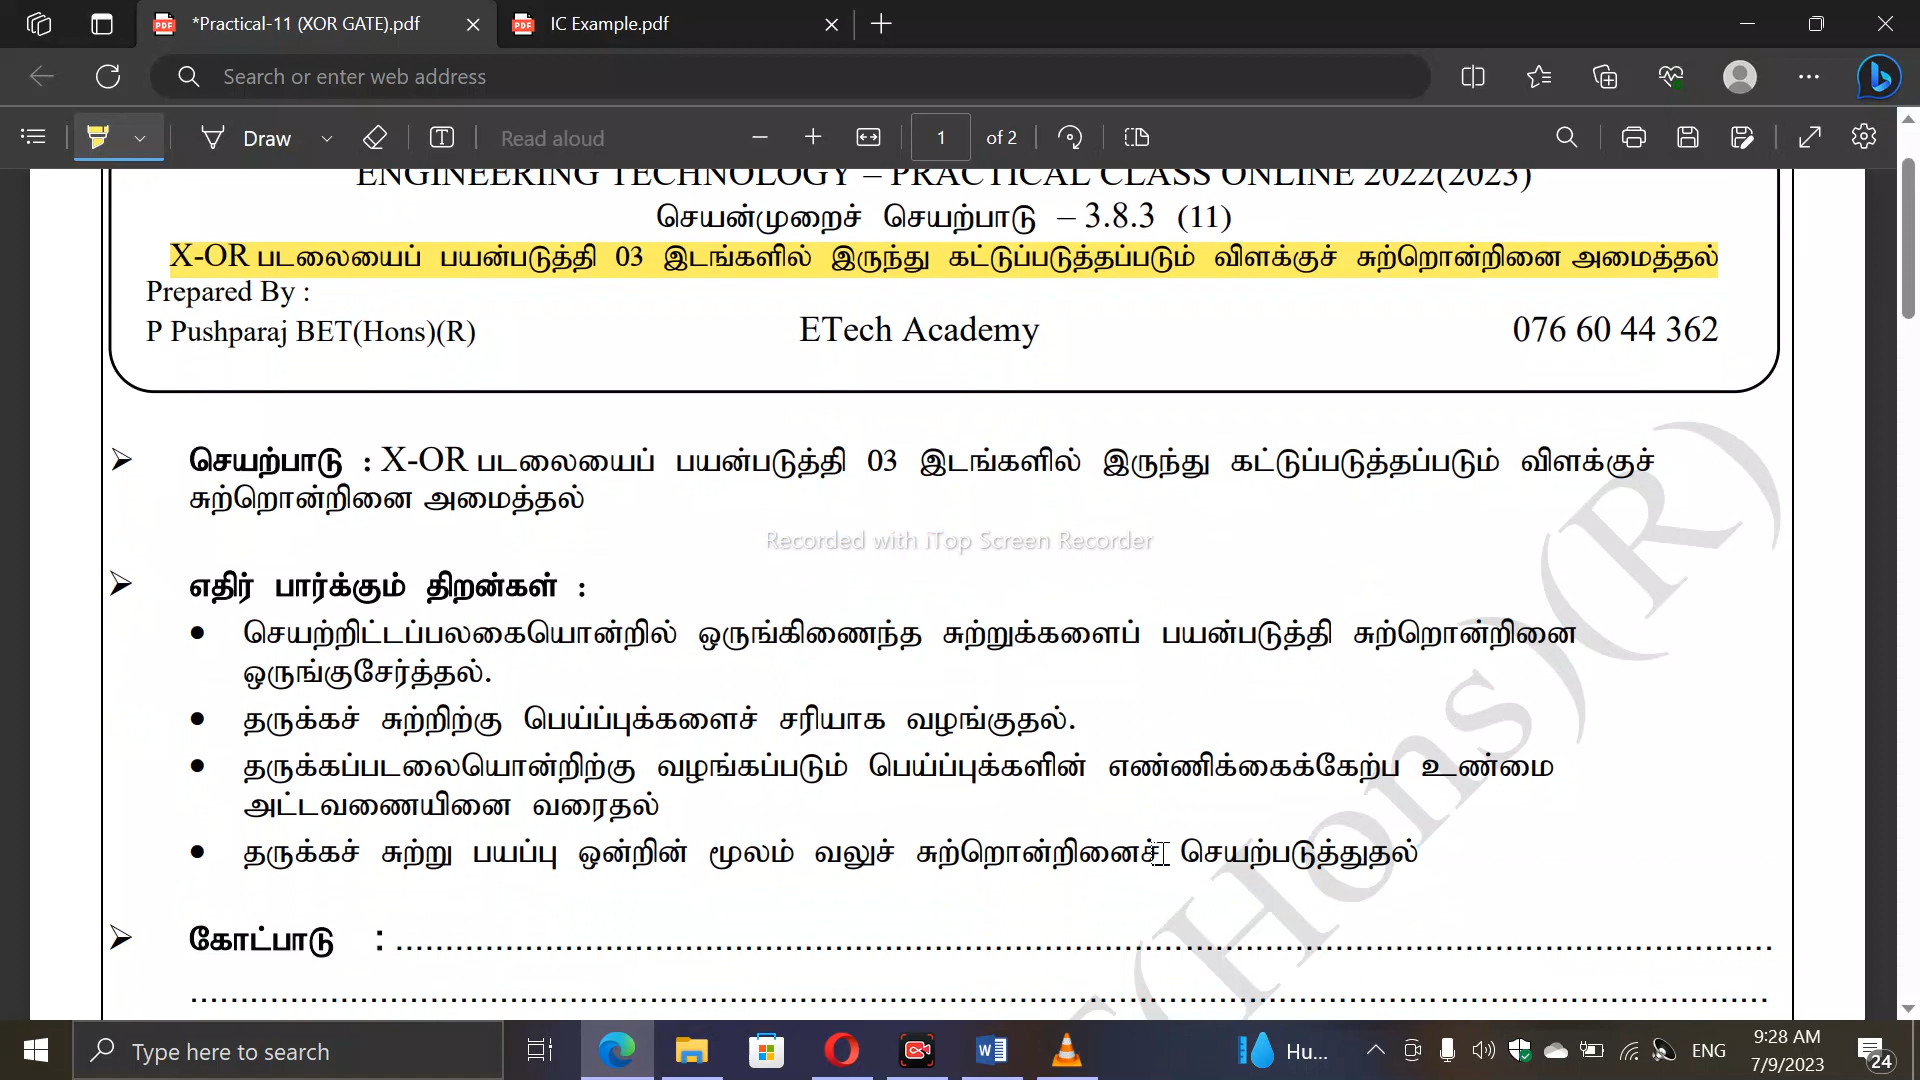 *Practical-11 (XOR GATE).pdf
IC Example.pdf
Search or enter web address
Draw
Read aloud
1 of 2
ENGINEERING TECHNOLOGY – PRACTICAL CLASS ONLINE 2022(2023)
செயன்முறைச் செயற்பாடு – 3.8.3 (11)
X-OR படலையைப் பயன்படுத்தி 03 இடங்களில் இருந்து கட்டுப்படுத்தப்படும் விளக்குச் சுற்றொன்றினை அமைத்தல்
Prepared By :
P Pushparaj BET(Hons)(R) ETech Academy 076 60 44 362
➢ செயற்பாடு : X-OR படலையைப் பயன்படுத்தி 03 இடங்களில் இருந்து கட்டுப்படுத்தப்படும் விளக்குச்
சுற்றொன்றினை அமைத்தல்
Recorded with iTop Screen Recorder
➢ எதிர் பார்க்கும் திறன்கள் :
• செயற்றிட்டப்பலகையொன்றில் ஒருங்கிணைந்த சுற்றுக்களைப் பயன்படுத்தி சுற்றொன்றினை
ஒருங்குசேர்த்தல்.
• தருக்கச் சுற்றிற்கு பெய்ப்புக்களைச் சரியாக வழங்குதல்.
• தருக்கப்படலையொன்றிற்கு வழங்கப்படும் பெய்ப்புக்களின் எண்ணிக்கைக்கேற்ப உண்மை
அட்டவணையினை வரைதல்
• தருக்கச் சுற்று பயப்பு ஒன்றின் மூலம் வலுச் சுற்றொன்றினைச் செயற்படுத்துதல்
➢ கோட்பாடு :
(Hons)(R)
Type here to search
Hu...
ENG
9:28 AM
7/9/2023
24